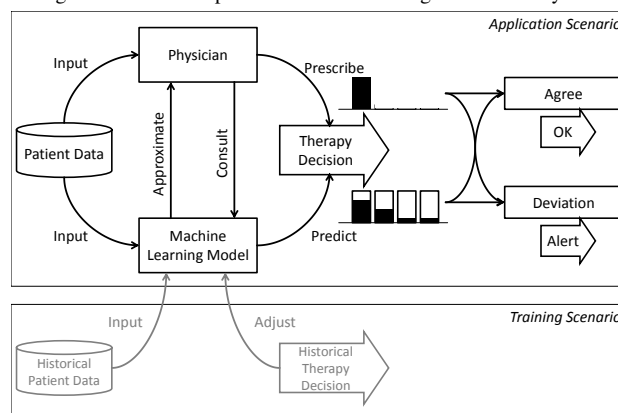 Application Scenario
Physician
Input
Prescribe
Agree
OK
Patient Data
Approximate
Consult
Therapy
Decision
Input
Machine
Learning Model
Predict
Deviation
Alert
Training Scenario
Input
Adjust
Historical
Patient Data
Historical
Therapy
Decision